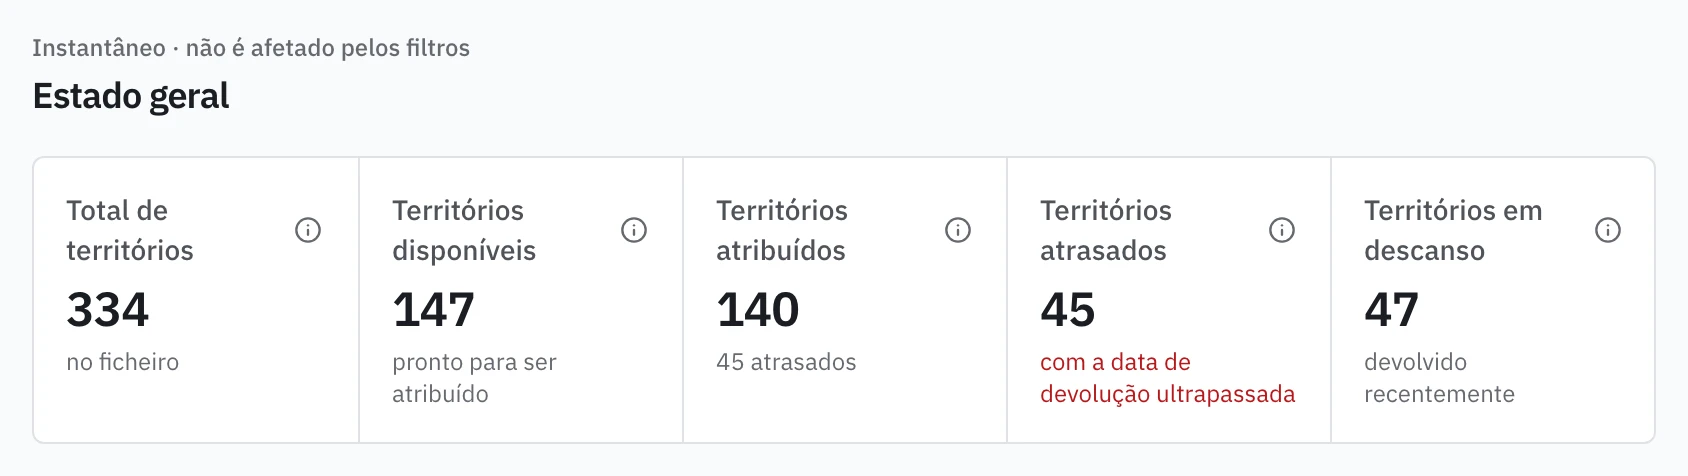 Instantâneo · não é afetado pelos filtros
Estado geral
Total de
territórios
334
no ficheiro
Territórios
disponíveis
147
pronto para ser
atribuído
Territórios
atribuídos
140
45 atrasados
Territórios
atrasados
45
com a data de
devolução ultrapassada
Territórios em
descanso
47
devolvido
recentemente